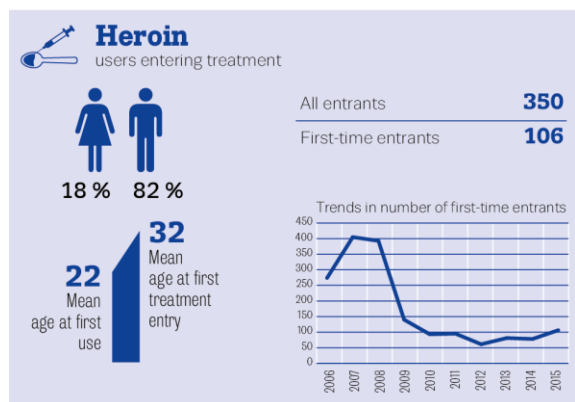 Heroin
users entering treatment
18 % 82 %
All entrants 350
First-time entrants 106
22
Mean
age at first
use
32
Mean
age at first
treatment
entry
Trends in number of first-time entrants
450
400
350
300
250
200
150
100
50
0
2006 2007 2008 2009 2010 2011 2012 2013 2014 2015